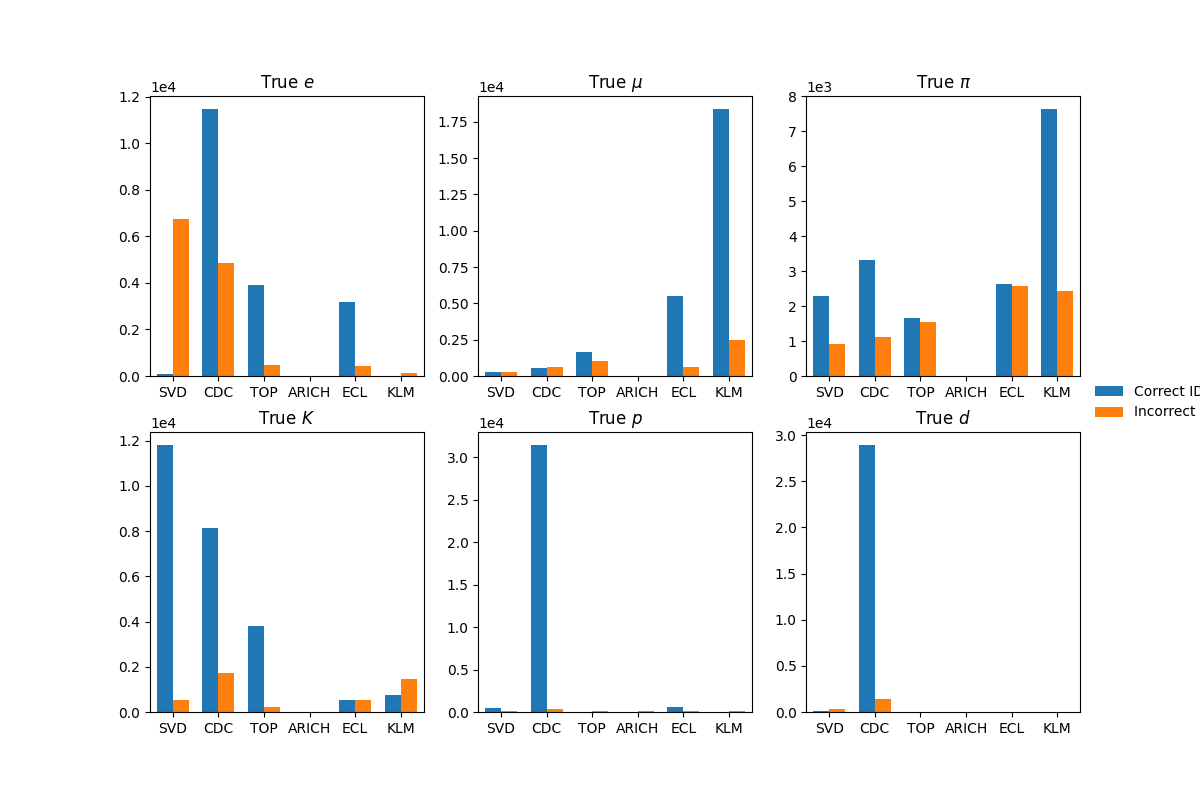 True e
1e4
1.2
1.0
0.8
0.6
0.4
0.2
0.0
SVD CDC TOP ARICH ECL KLM
True μ
1e4
1.75
1.50
1.25
1.00
0.75
0.50
0.25
0.00
SVD CDC TOP ARICH ECL KLM
True π
1e3
8
7
6
5
4
3
2
1
0
SVD CDC TOP ARICH ECL KLM
Correct ID
Incorrect
True K
1e4
1.2
1.0
0.8
0.6
0.4
0.2
0.0
SVD CDC TOP ARICH ECL KLM
True p
1e4
3.0
2.5
2.0
1.5
1.0
0.5
0.0
SVD CDC TOP ARICH ECL KLM
True d
1e4
3.0
2.5
2.0
1.5
1.0
0.5
0.0
SVD CDC TOP ARICH ECL KLM